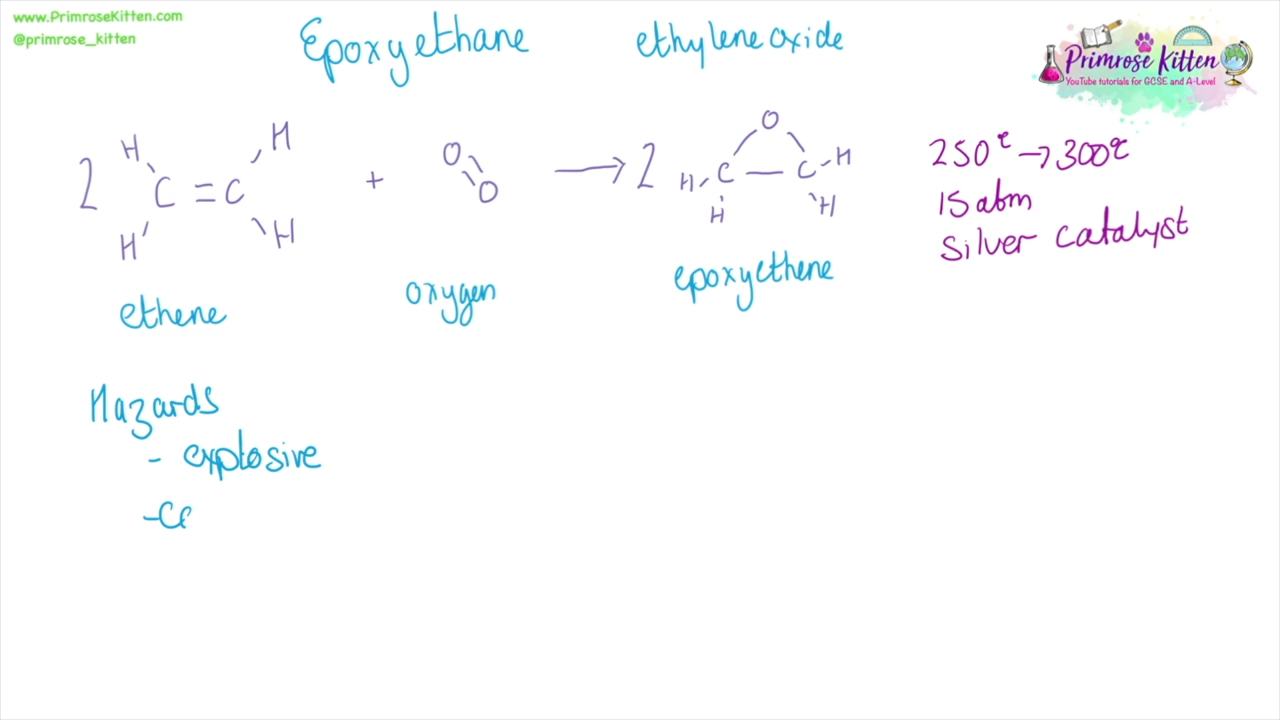 www.PrimroseKitten.com
@primrose_kitten
Epoxyethane ethylene oxide
Primrose Kitten
YouTube tutorials for GCSE and A-Level
2 H H C = C H H + O O → 2 O H C — C H H H
250°C → 300°C
15 atm
silver catalyst
ethene oxygen epoxyethene
Hazards
- explosive
- Ca